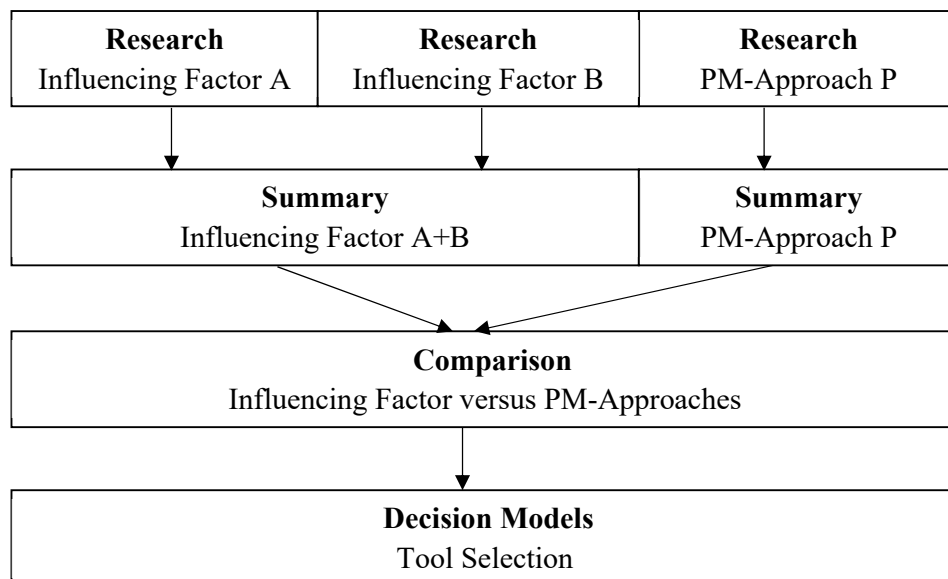 Research
Influencing Factor A
Research
Influencing Factor B
Research
PM-Approach P
Summary
Influencing Factor A+B
Summary
PM-Approach P
Comparison
Influencing Factor versus PM-Approaches
Decision Models
Tool Selection